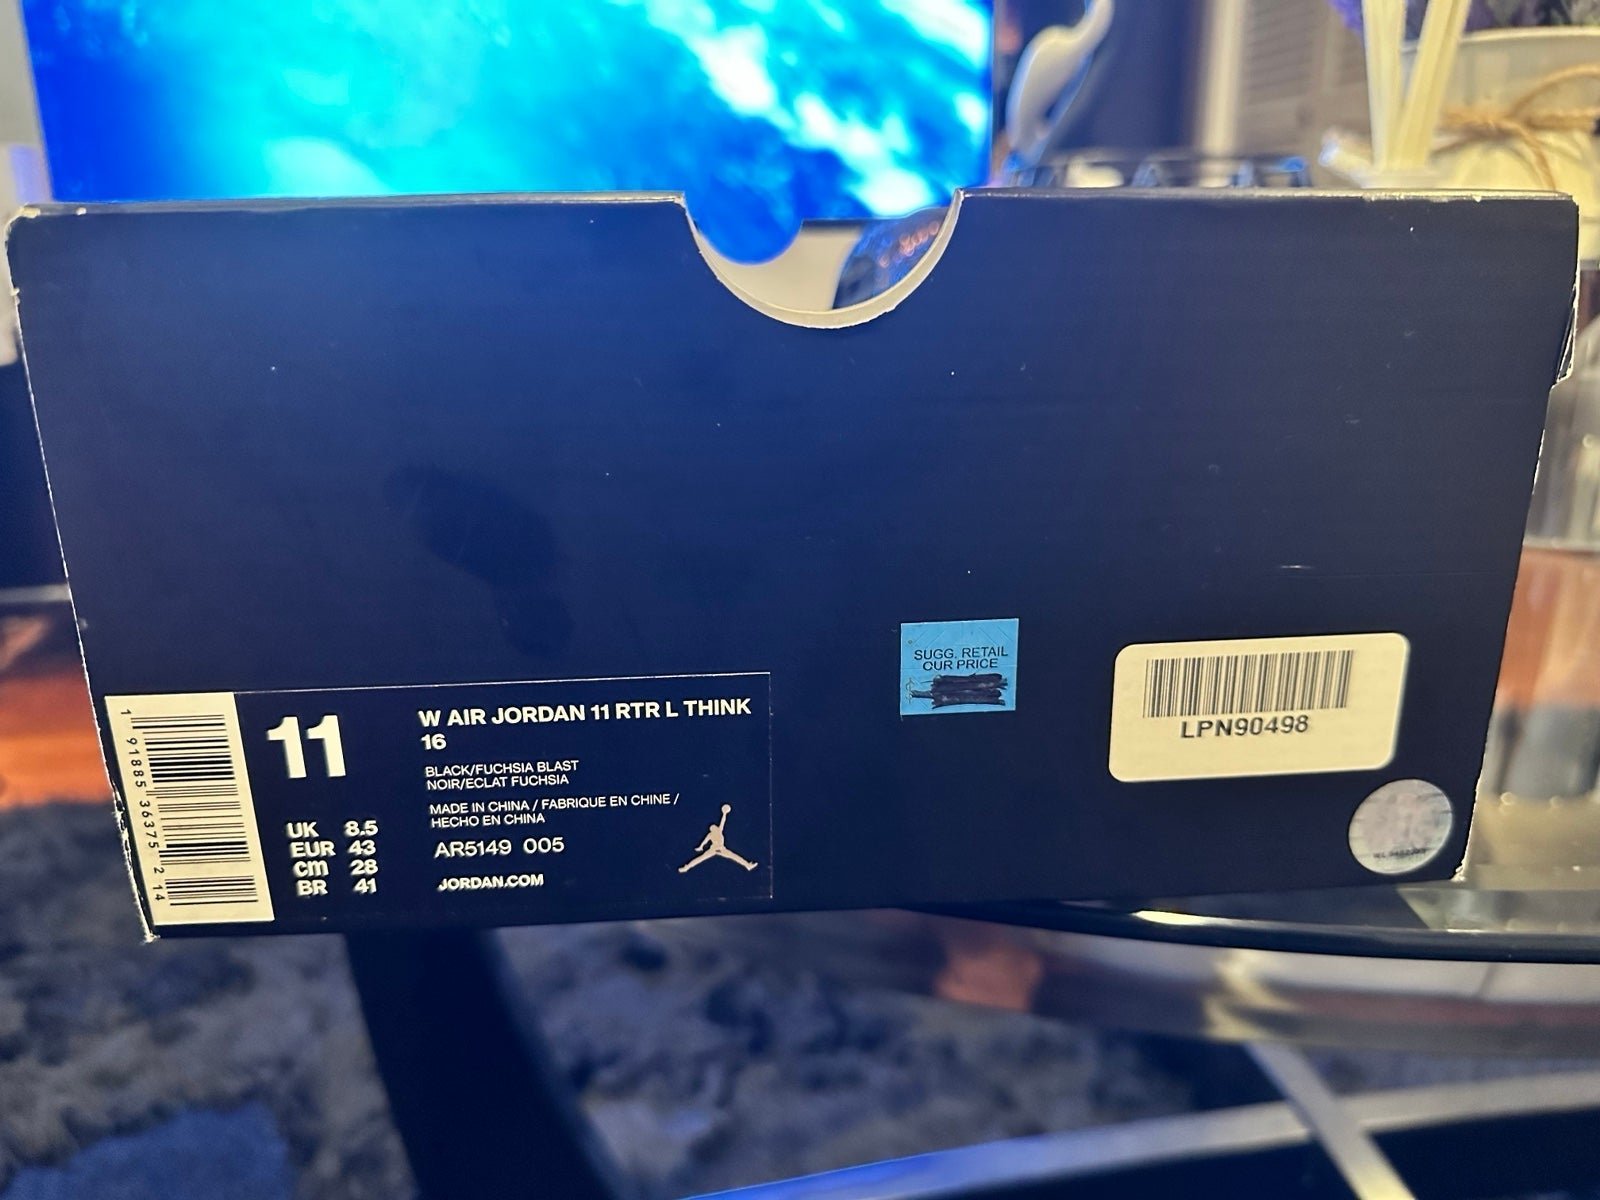 1 91885 36375 2 14
11
UK 8.5
EUR 43
cm 28
BR 41
W AIR JORDAN 11 RTR L THINK
16
BLACK/FUCHSIA BLAST
NOIR/ECLAT FUCHSIA
MADE IN CHINA / FABRIQUE EN CHINE /
HECHO EN CHINA
AR5149 005
JORDAN.COM
SUGG. RETAIL
OUR PRICE
LPN90498